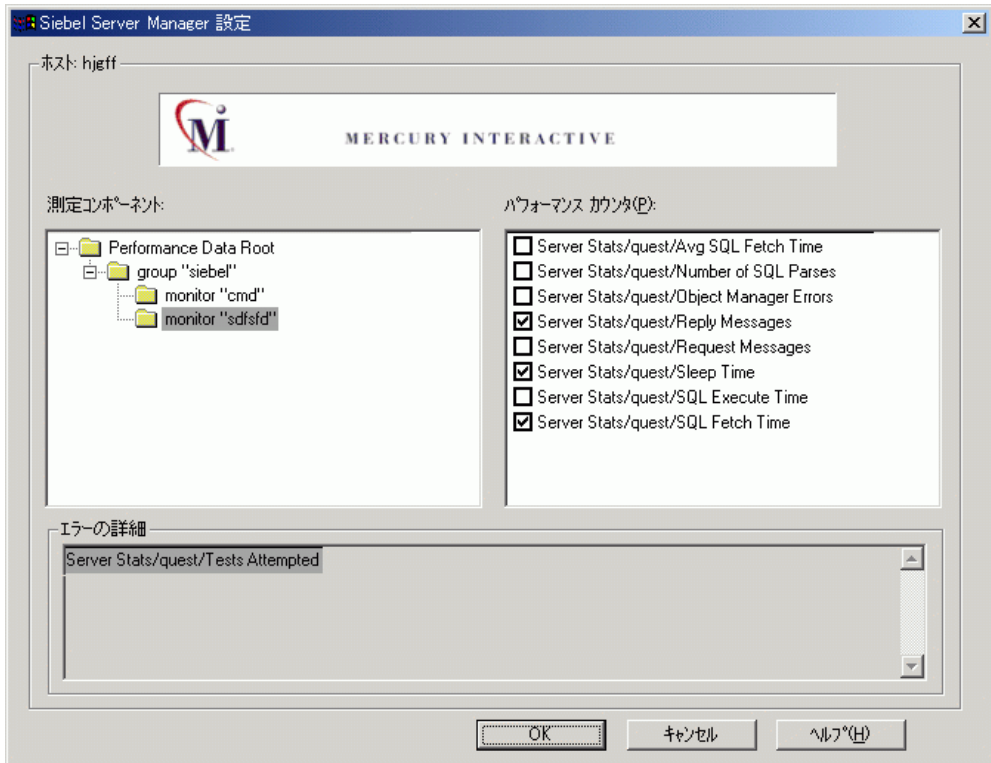 Siebel Server Manager 設定
ホスト: hjgff
M
MERCURY INTERACTIVE
測定コンポーネント:
Performance Data Root
group "siebel"
monitor "cmd"
monitor "sdfsfd"
パフォーマンス カウンタ(P):
Server Stats/quest/Avg SQL Fetch Time
Server Stats/quest/Number of SQL Parses
Server Stats/quest/Object Manager Errors
Server Stats/quest/Reply Messages
Server Stats/quest/Request Messages
Server Stats/quest/Sleep Time
Server Stats/quest/SQL Execute Time
Server Stats/quest/SQL Fetch Time
エラーの詳細
Server Stats/quest/Tests Attempted
OK
キャンセル
ヘルプ(H)